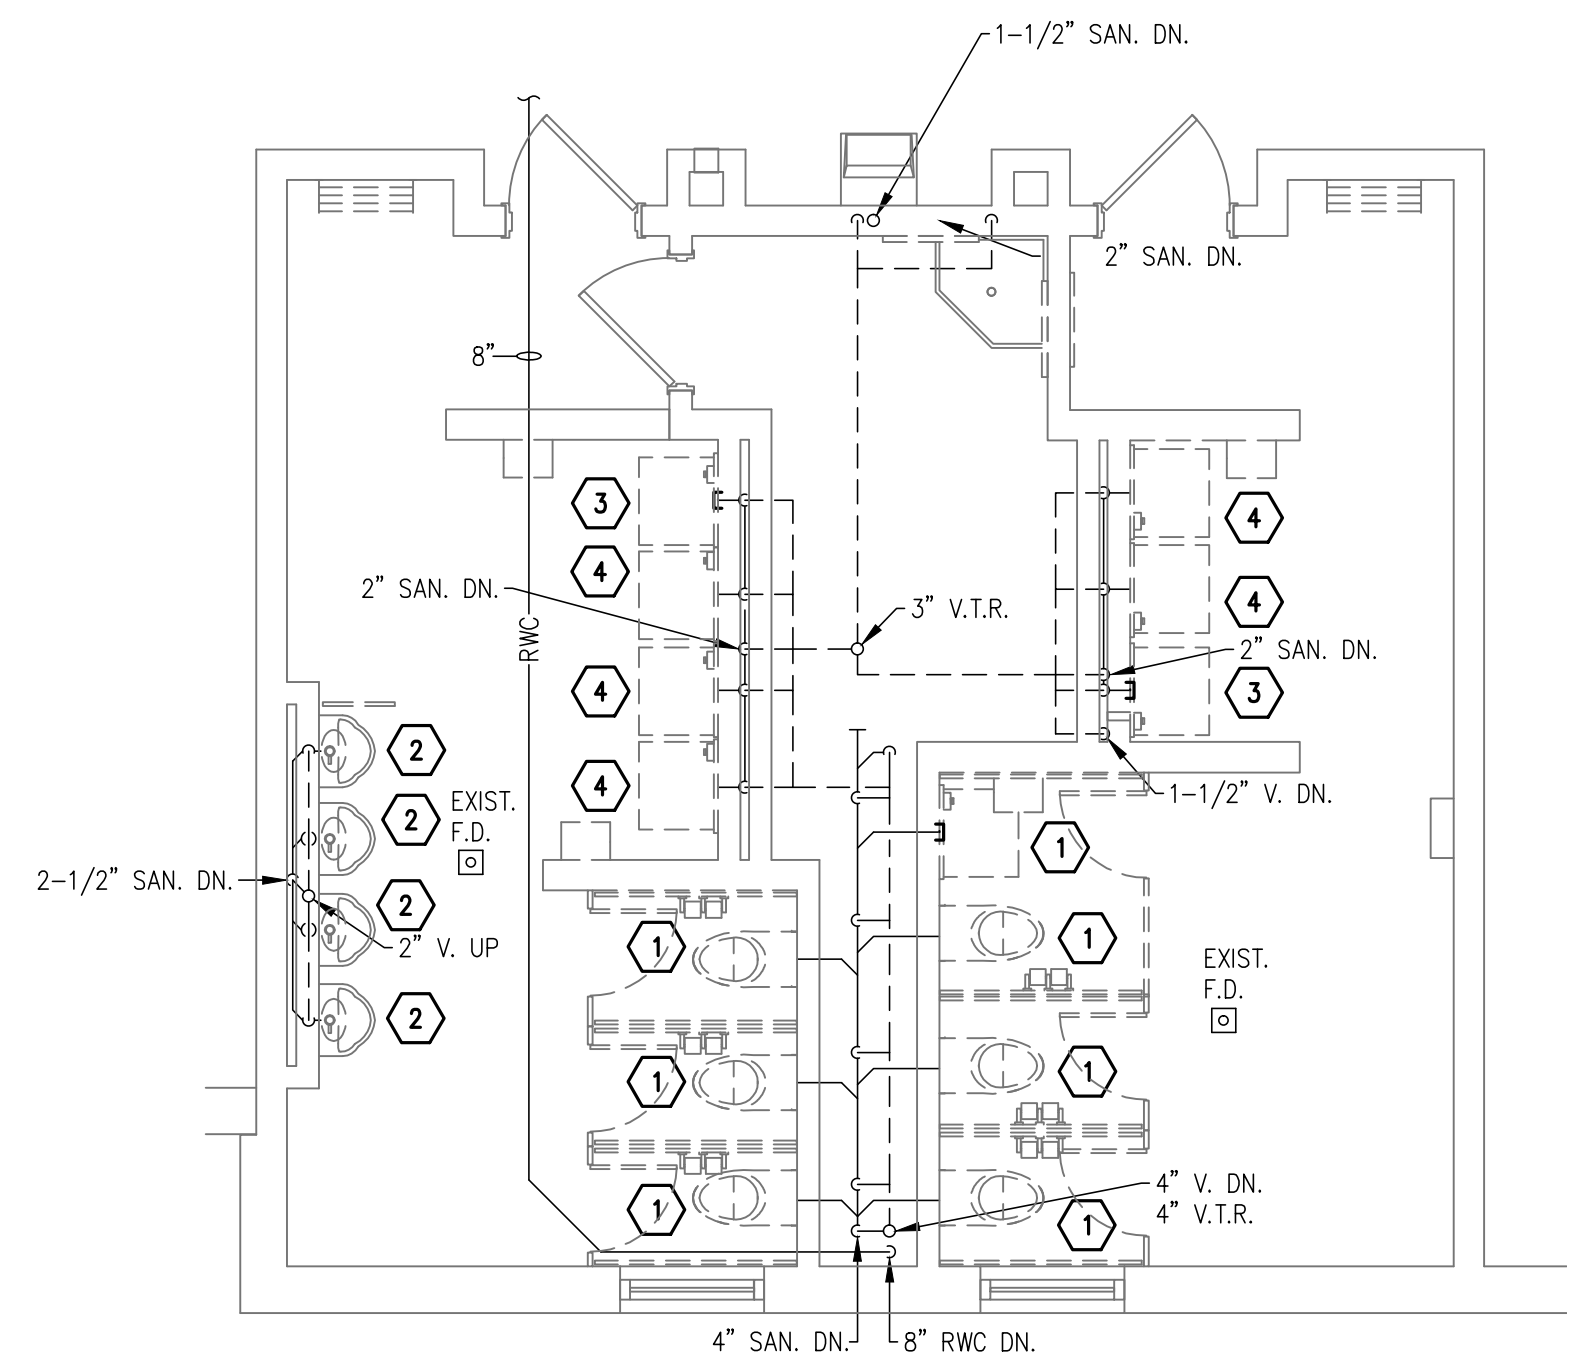 1-1/2" SAN. DN.
2" SAN. DN.
8"
3
4
4
4
2" SAN. DN.
RWC
3" V.T.R.
4
4
2" SAN. DN.
3
1-1/2" V. DN.
2
EXIST.
F.D.
2
2-1/2" SAN. DN.
2
2" V. UP
2
1
1
1
1
1
EXIST.
F.D.
1
4" V. DN.
4" V.T.R.
1
4" SAN. DN.
8" RWC DN.